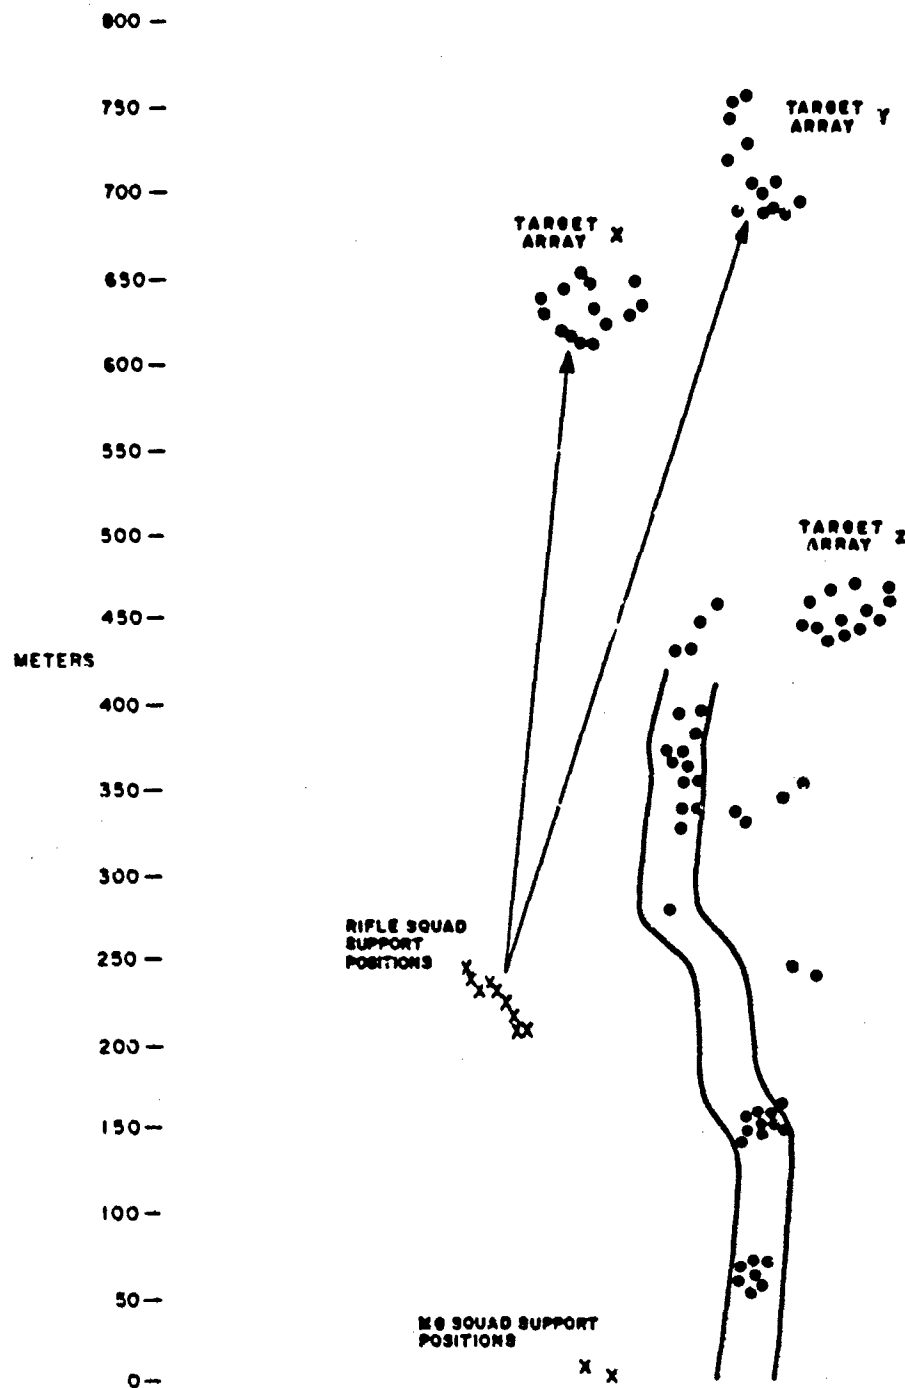 800
750
TARGET
ARRAY Y
700
TARGET
ARRAY X
650
600
550
500
TARGET
ARRAY Z
450
METERS
400
350
300
RIFLE SQUAD
SUPPORT
POSITIONS
250
200
150
100
50
MG SQUAD SUPPORT
POSITIONS
0